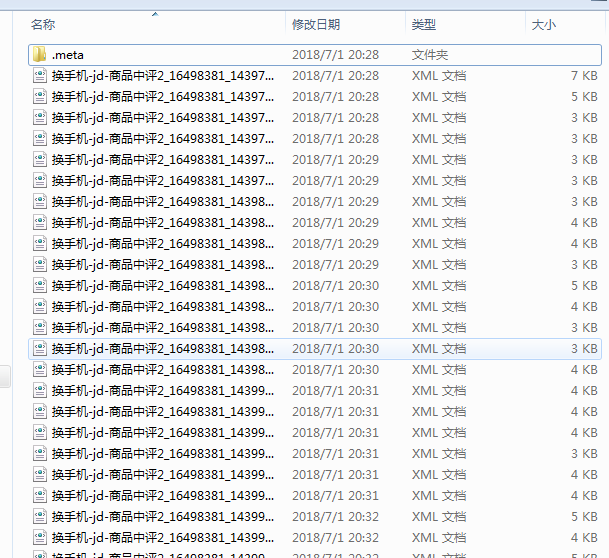 名称 修改日期 类型 大小
.meta 2018/7/1 20:28 文件夹
换手机-jd-商品中评2_16498381_14397... 2018/7/1 20:28 XML 文档 7 KB
换手机-jd-商品中评2_16498381_14397... 2018/7/1 20:28 XML 文档 5 KB
换手机-jd-商品中评2_16498381_14397... 2018/7/1 20:28 XML 文档 3 KB
换手机-jd-商品中评2_16498381_14397... 2018/7/1 20:28 XML 文档 3 KB
换手机-jd-商品中评2_16498381_14397... 2018/7/1 20:29 XML 文档 3 KB
换手机-jd-商品中评2_16498381_14397... 2018/7/1 20:29 XML 文档 3 KB
换手机-jd-商品中评2_16498381_14398... 2018/7/1 20:29 XML 文档 3 KB
换手机-jd-商品中评2_16498381_14398... 2018/7/1 20:29 XML 文档 4 KB
换手机-jd-商品中评2_16498381_14398... 2018/7/1 20:29 XML 文档 4 KB
换手机-jd-商品中评2_16498381_14398... 2018/7/1 20:29 XML 文档 3 KB
换手机-jd-商品中评2_16498381_14398... 2018/7/1 20:30 XML 文档 5 KB
换手机-jd-商品中评2_16498381_14398... 2018/7/1 20:30 XML 文档 4 KB
换手机-jd-商品中评2_16498381_14398... 2018/7/1 20:30 XML 文档 3 KB
换手机-jd-商品中评2_16498381_14398... 2018/7/1 20:30 XML 文档 3 KB
换手机-jd-商品中评2_16498381_14398... 2018/7/1 20:30 XML 文档 4 KB
换手机-jd-商品中评2_16498381_14399... 2018/7/1 20:31 XML 文档 4 KB
换手机-jd-商品中评2_16498381_14399... 2018/7/1 20:31 XML 文档 4 KB
换手机-jd-商品中评2_16498381_14399... 2018/7/1 20:31 XML 文档 4 KB
换手机-jd-商品中评2_16498381_14399... 2018/7/1 20:31 XML 文档 4 KB
换手机-jd-商品中评2_16498381_14399... 2018/7/1 20:31 XML 文档 4 KB
换手机-jd-商品中评2_16498381_14399... 2018/7/1 20:31 XML 文档 4 KB
换手机-jd-商品中评2_16498381_14399... 2018/7/1 20:32 XML 文档 5 KB
换手机-jd-商品中评2_16498381_14399... 2018/7/1 20:32 XML 文档 4 KB